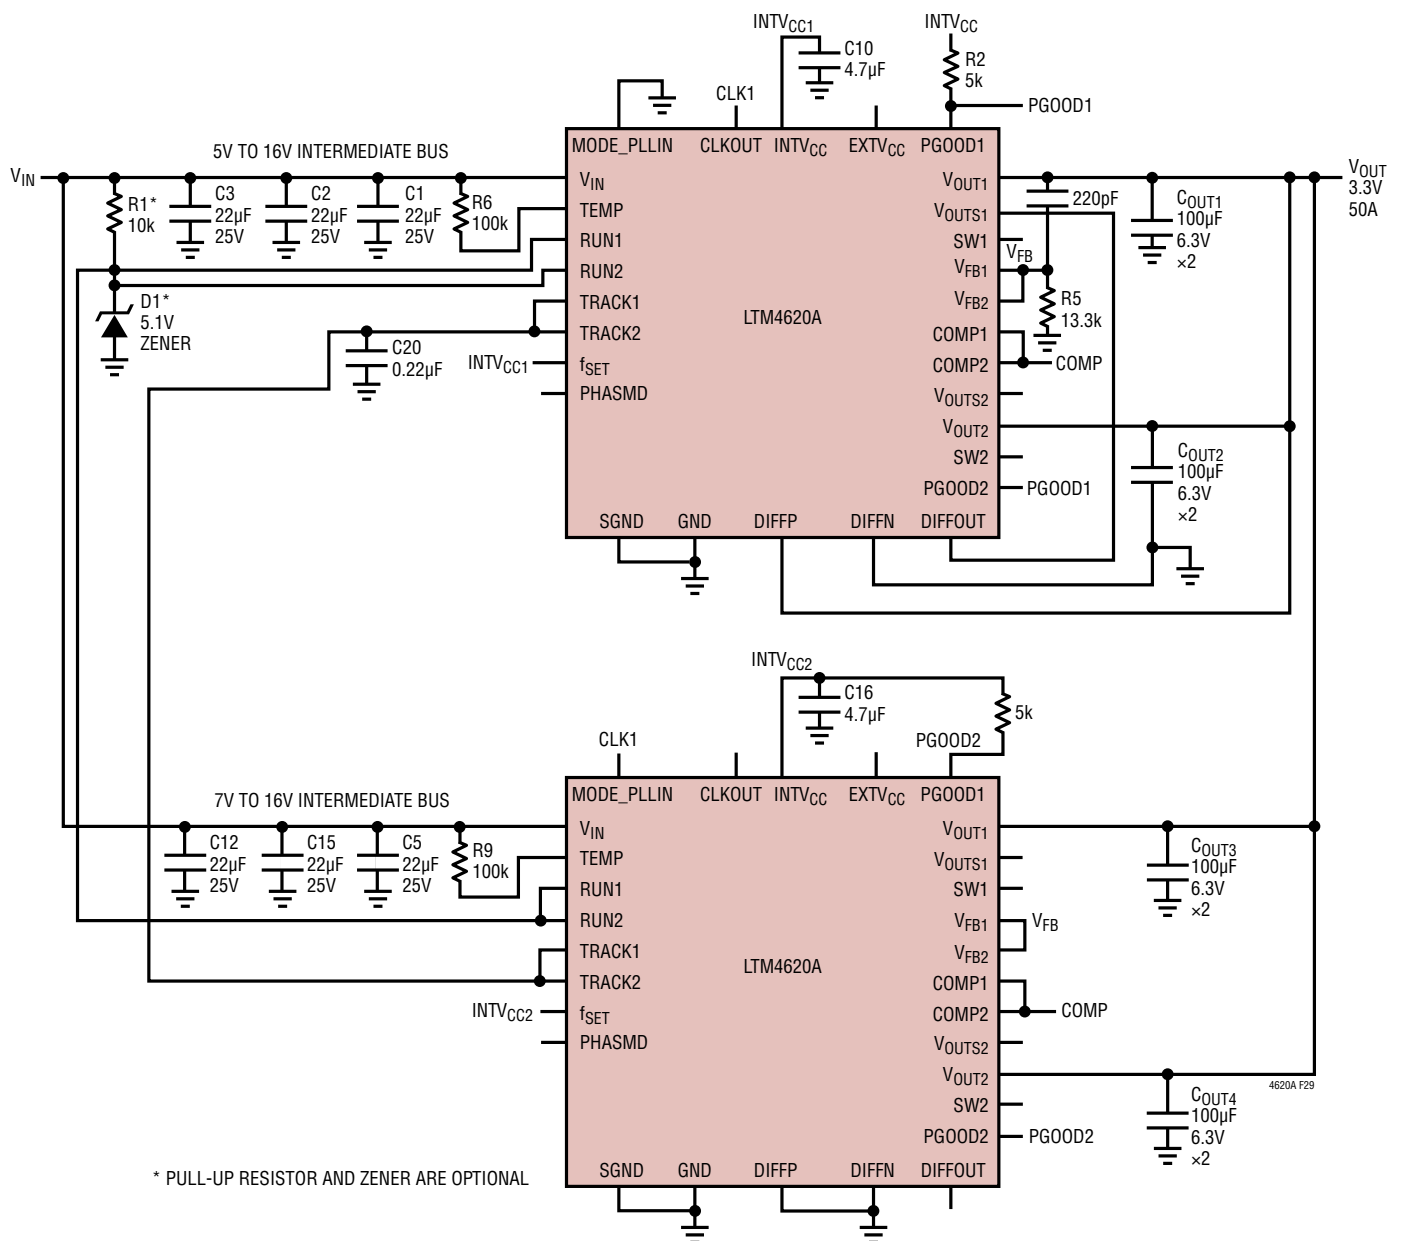 INTVCC1
C10
4.7µF
INTVCC
R2
5k
PGOOD1
CLK1
MODE_PLLIN
CLKOUT
INTVCC
EXTVCC
PGOOD1
5V TO 16V INTERMEDIATE BUS
VIN
R1*
10k
C3
22µF
25V
C2
22µF
25V
C1
22µF
25V
R6
100k
D1*
5.1V
ZENER
C20
0.22µF
INTVCC1
VIN
TEMP
RUN1
RUN2
TRACK1
TRACK2
fSET
PHASMD
LTM4620A
VOUT1
VOUTS1
SW1
VFB1
VFB2
COMP1
COMP2
VOUTS2
VOUT2
SW2
PGOOD2
SGND
GND
DIFFP
DIFFN
DIFFOUT
220pF
VFB
R5
13.3k
COMP
PGOOD1
COUT1
100µF
6.3V
×2
COUT2
100µF
6.3V
×2
VOUT
3.3V
50A
INTVCC2
C16
4.7µF
5k
PGOOD2
CLK1
MODE_PLLIN
CLKOUT
INTVCC
EXTVCC
PGOOD1
7V TO 16V INTERMEDIATE BUS
C12
22µF
25V
C15
22µF
25V
C5
22µF
25V
R9
100k
INTVCC2
VIN
TEMP
RUN1
RUN2
TRACK1
TRACK2
fSET
PHASMD
LTM4620A
VOUT1
VOUTS1
SW1
VFB1
VFB2
COMP1
COMP2
VOUTS2
VOUT2
SW2
PGOOD2
SGND
GND
DIFFP
DIFFN
DIFFOUT
VFB
COMP
PGOOD2
COUT3
100µF
6.3V
×2
COUT4
100µF
6.3V
×2
4620A F29
* PULL-UP RESISTOR AND ZENER ARE OPTIONAL